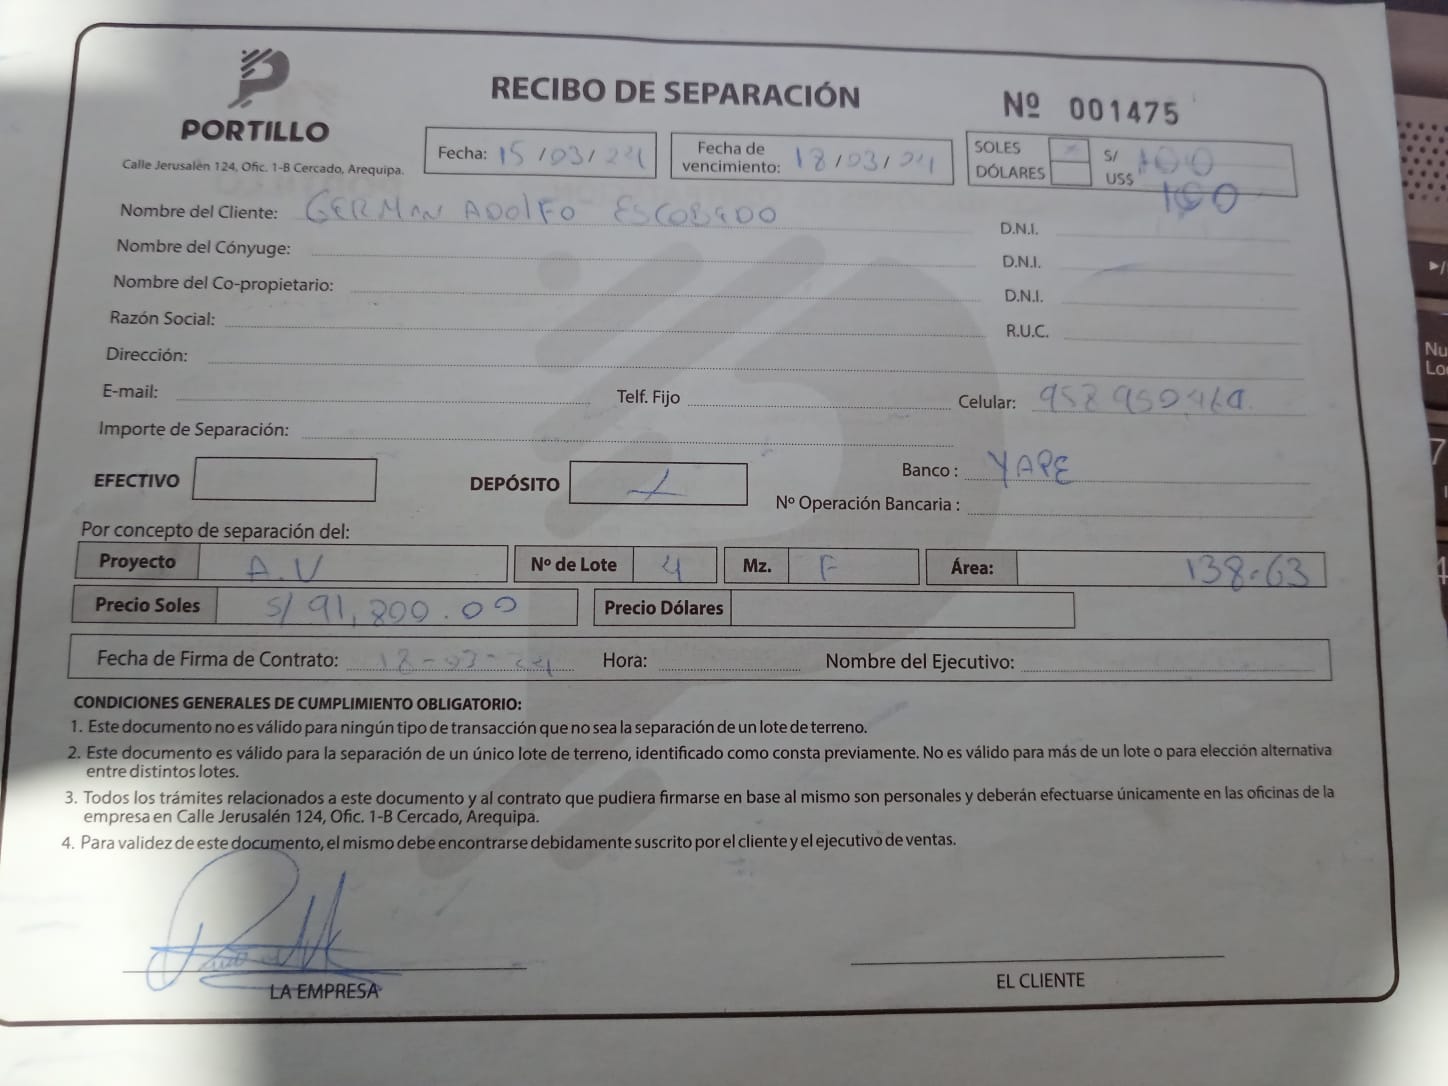 PORTILLO
RECIBO DE SEPARACIÓN
Nº 001475
Calle Jerusalén 124, Ofic. 1-B Cercado, Arequipa.
Fecha: 15/03/24
Fecha de vencimiento: 18/03/24
SOLES S/ 100
DÓLARES US$
100
Nombre del Cliente: GERMAN ADOLFO ESCOBEDO D.N.I.
Nombre del Cónyuge: D.N.I.
Nombre del Co-propietario: D.N.I.
Razón Social: R.U.C.
Dirección:
E-mail: Telf. Fijo Celular:
Importe de Separación:
EFECTIVO DEPÓSITO Banco : YAPE
Nº Operación Bancaria :
Por concepto de separación del:
Proyecto A.V Nº de Lote 4 Mz. F Área: 138.63
Precio Soles S/ 91,800.00 Precio Dólares
Fecha de Firma de Contrato: 18-03-24 Hora: Nombre del Ejecutivo:
CONDICIONES GENERALES DE CUMPLIMIENTO OBLIGATORIO:
1. Este documento no es válido para ningún tipo de transacción que no sea la separación de un lote de terreno.
2. Este documento es válido para la separación de un único lote de terreno, identificado como consta previamente. No es válido para más de un lote o para elección alternativa
entre distintos lotes.
3. Todos los trámites relacionados a este documento y al contrato que pudiera firmarse en base al mismo son personales y deberán efectuarse únicamente en las oficinas de la
empresa en Calle Jerusalén 124, Ofic. 1-B Cercado, Arequipa.
4. Para validez de este documento, el mismo debe encontrarse debidamente suscrito por el cliente y el ejecutivo de ventas.
LA EMPRESA
EL CLIENTE